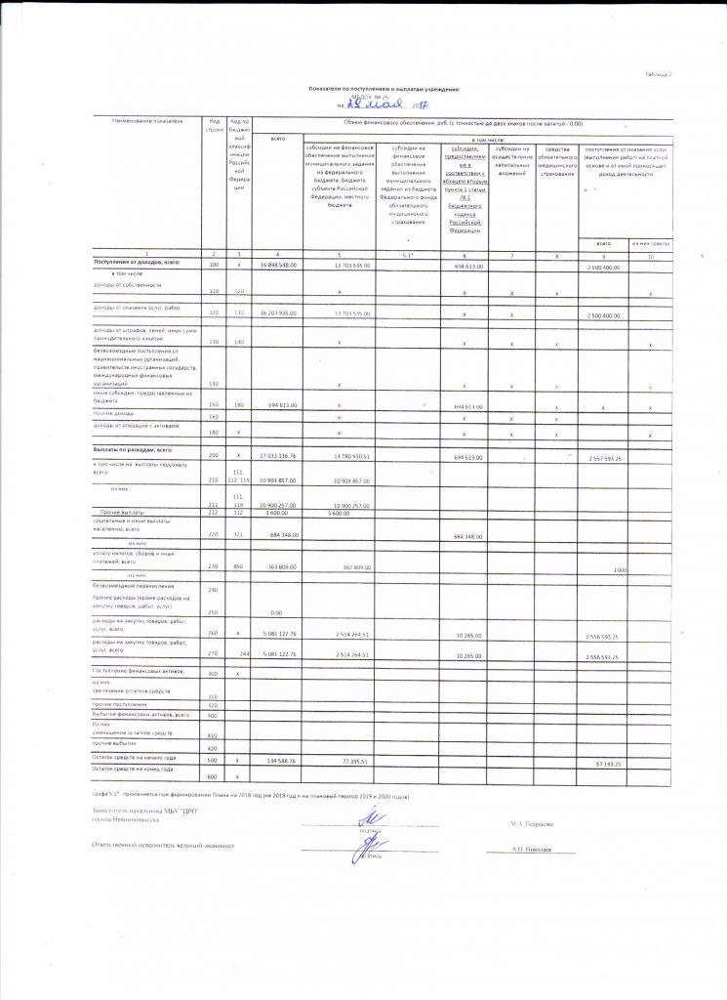 Таблица 2
Показатели по поступлениям и выплатам учреждения
МБДОУ № 25
на 29 мая 2017
Наименование показателя
Код строки
Код по Бюджетной классификации Российской Федерации
Объем финансового обеспечения, руб. (с точностью до двух знаков после запятой - 0,00)
всего
в том числе:
субсидии на финансовое обеспечение выполнения муниципального задания из федерального бюджета, бюджета субъекта Российской Федерации, местного бюджета
субсидии на финансовое обеспечение выполнения муниципального задания из бюджета Федерального фонда обязательного медицинского страхования
субсидии, предоставляемые в соответствии с абзацем вторым пункта 1 статьи 78.1 Бюджетного кодекса Российской Федерации
субсидии на осуществление капитальных вложений
средства обязательного медицинского страхования
поступления от оказания услуг (выполнения работ) на платной основе и от иной приносящей доход деятельности
всего из них гранты
1 2 3 4 5 5.1* 6 7 8 9 10
Поступления от доходов, всего: 100 X 16 898 548.00 13 703 535.00 694 613.00 2 500 400.00
в том числе:
доходы от собственности 110 120 X X X X X
доходы от оказания услуг, работ 120 130 16 203 935.00 13 703 535.00 X X 2 500 400.00
доходы от штрафов, пеней, иных сумм принудительного изъятия 130 140 X X X X X
безвозмездные поступления от наднациональных организаций, правительств иностранных государств, международных финансовых организаций 140 X X X X X
иные субсидии, предоставленные из бюджета 150 180 694 613.00 X 694 613.00 X X X
прочие доходы 160 X X X X
доходы от операций с активами 180 X X X X X X
Выплаты по расходам, всего: 200 X 17 033 136.76 13 780 930.51 694 613.00 2 557 593.25
в том числе на выплаты персоналу всего: 210 111, 112, 119 10 903 857.00 10 903 857.00
из них:
211 111, 119 10 900 257.00 10 900 257.00
Прочие выплаты 212 112 3 600.00 3 600.00
социальные и иные выплаты населению, всего 220 321 684 348.00 684 348.00
из них:
уплату налогов, сборов и иных платежей, всего 230 850 363 809.00 362 809.00 1000
из них:
безвозмездные перечисления 240
прочие расходы (кроме расходов на закупку товаров, работ, услуг) 250 0.00
расходы на закупку товаров, работ, услуг, всего 260 X 5 081 122.76 2 514 264.51 10 265.00 2 556 593.25
расходы на закупку товаров, работ, услуг, всего 270 244 5 081 122.76 2 514 264.51 10 265.00 2 556 593.25
Поступление финансовых активов, 300 X
из них:
увеличение остатков средств 310
прочие поступления 320
Выбытие финансовых активов, всего 400
Из них:
уменьшение остатков средств 410
прочие выбытия 420
Остаток средств на начало года 500 X 134 588.76 77 395.51 57 193.25
Остаток средств на конец года 600 X
графа 5.1* применяется при формировании Плана на 2018 год (на 2018 год и на плановый период 2019 и 2020 годов).
Заместитель начальника МБУ "ЦРО"
города Невинномысска
М.А. Петракова
подпись
Ответственный исполнитель ведущий экономист
А.Н. Николаев
подпись